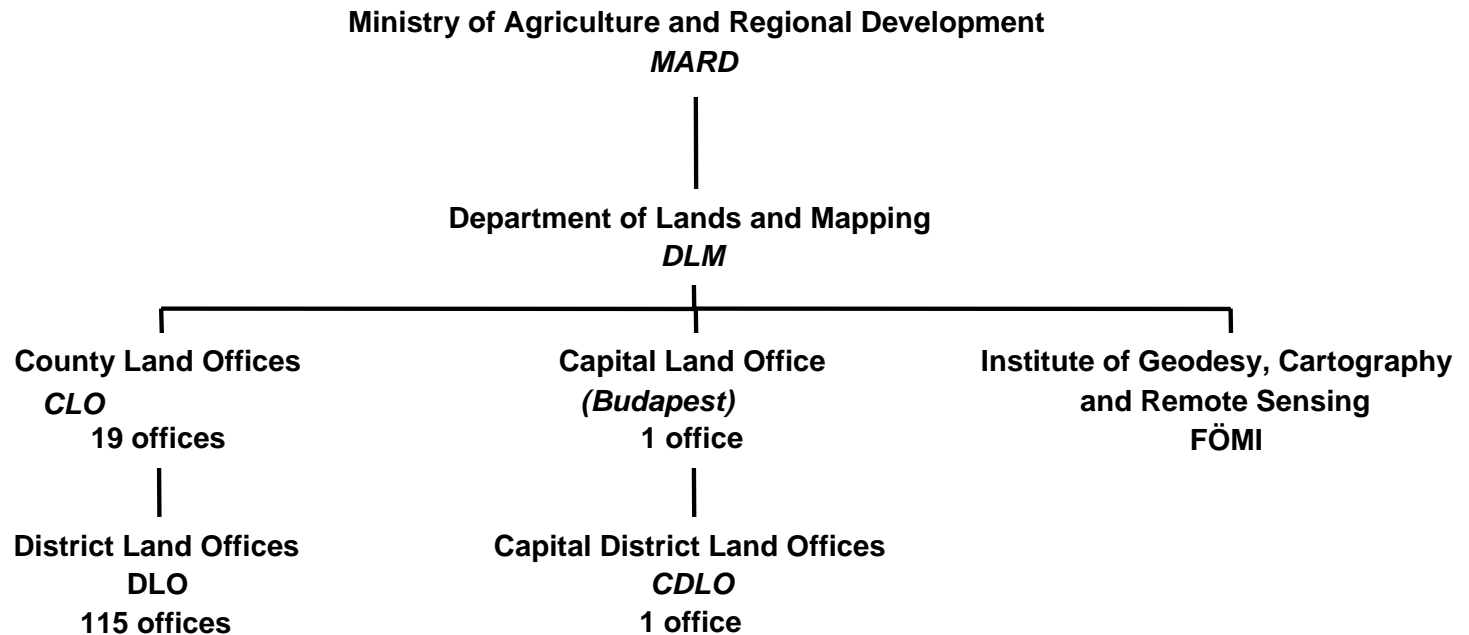 Ministry of Agriculture and Regional Development
MARD
Department of Lands and Mapping
DLM
County Land Offices
CLO
19 offices
Capital Land Office
(Budapest)
1 office
Institute of Geodesy, Cartography
and Remote Sensing
FÖMI
District Land Offices
DLO
115 offices
Capital District Land Offices
CDLO
1 office